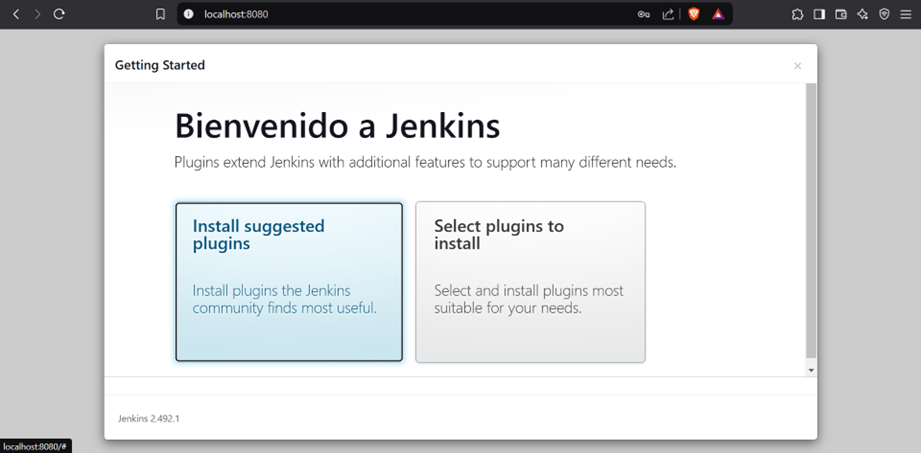 localhost:8080
Getting Started
×
Bienvenido a Jenkins
Plugins extend Jenkins with additional features to support many different needs.
Install suggested
plugins
Install plugins the Jenkins
community finds most useful.
Select plugins to
install
Select and install plugins most
suitable for your needs.
Jenkins 2.492.1
localhost:8080/#